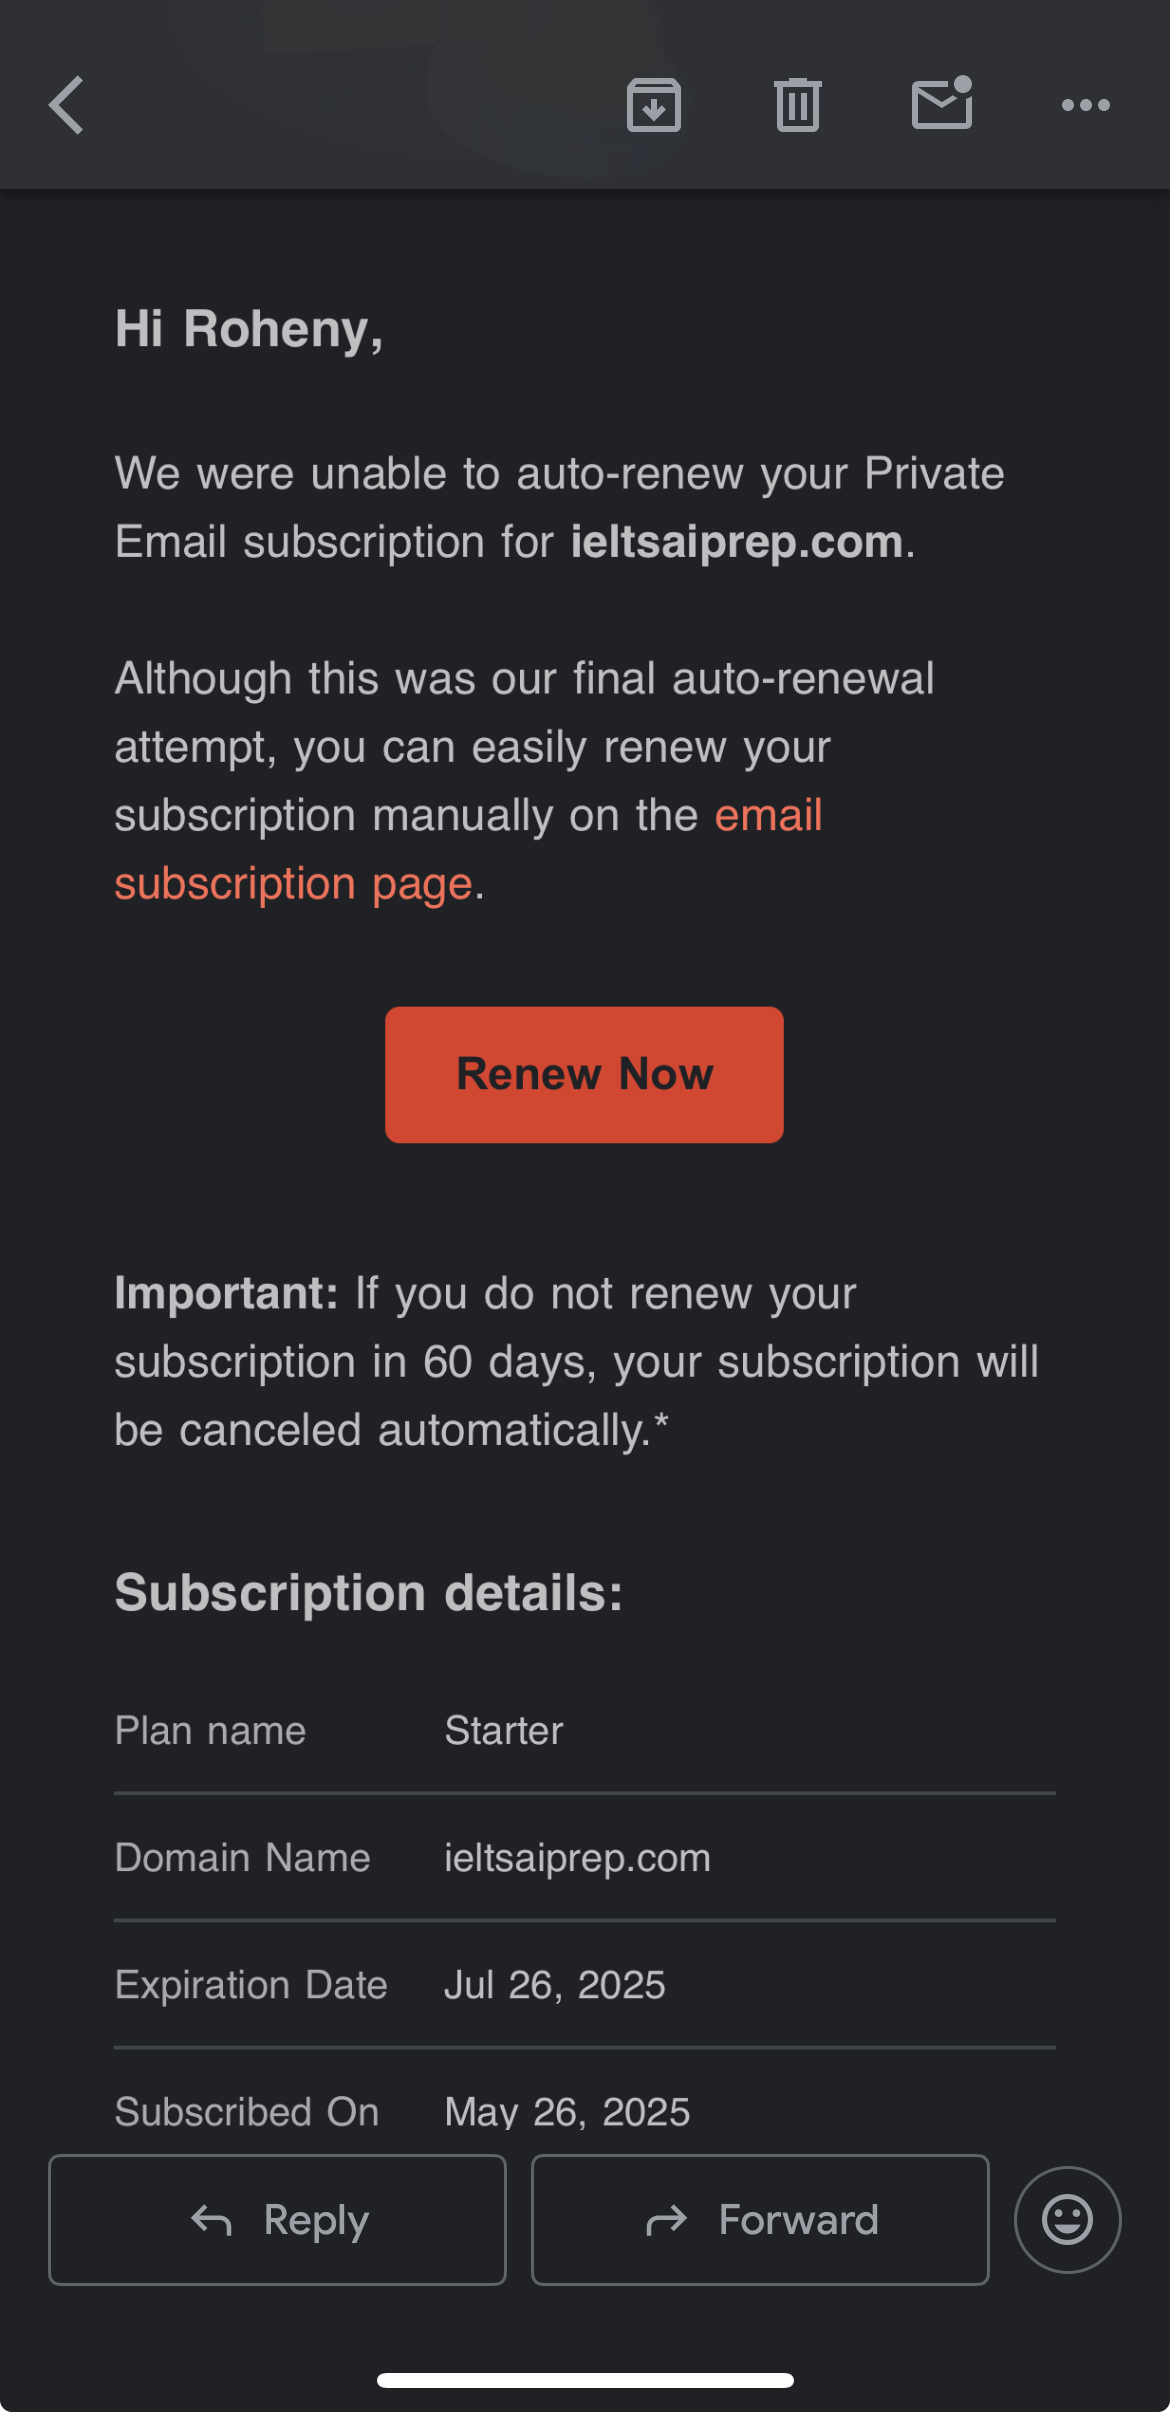 Hi Roheny,
We were unable to auto-renew your Private
Email subscription for ieltsaiprep.com.
Although this was our final auto-renewal
attempt, you can easily renew your
subscription manually on the email
subscription page.
Renew Now
Important: If you do not renew your
subscription in 60 days, your subscription will
be canceled automatically.*
Subscription details:
Plan name Starter
Domain Name ieltsaiprep.com
Expiration Date Jul 26, 2025
Subscribed On May 26, 2025
Reply Forward